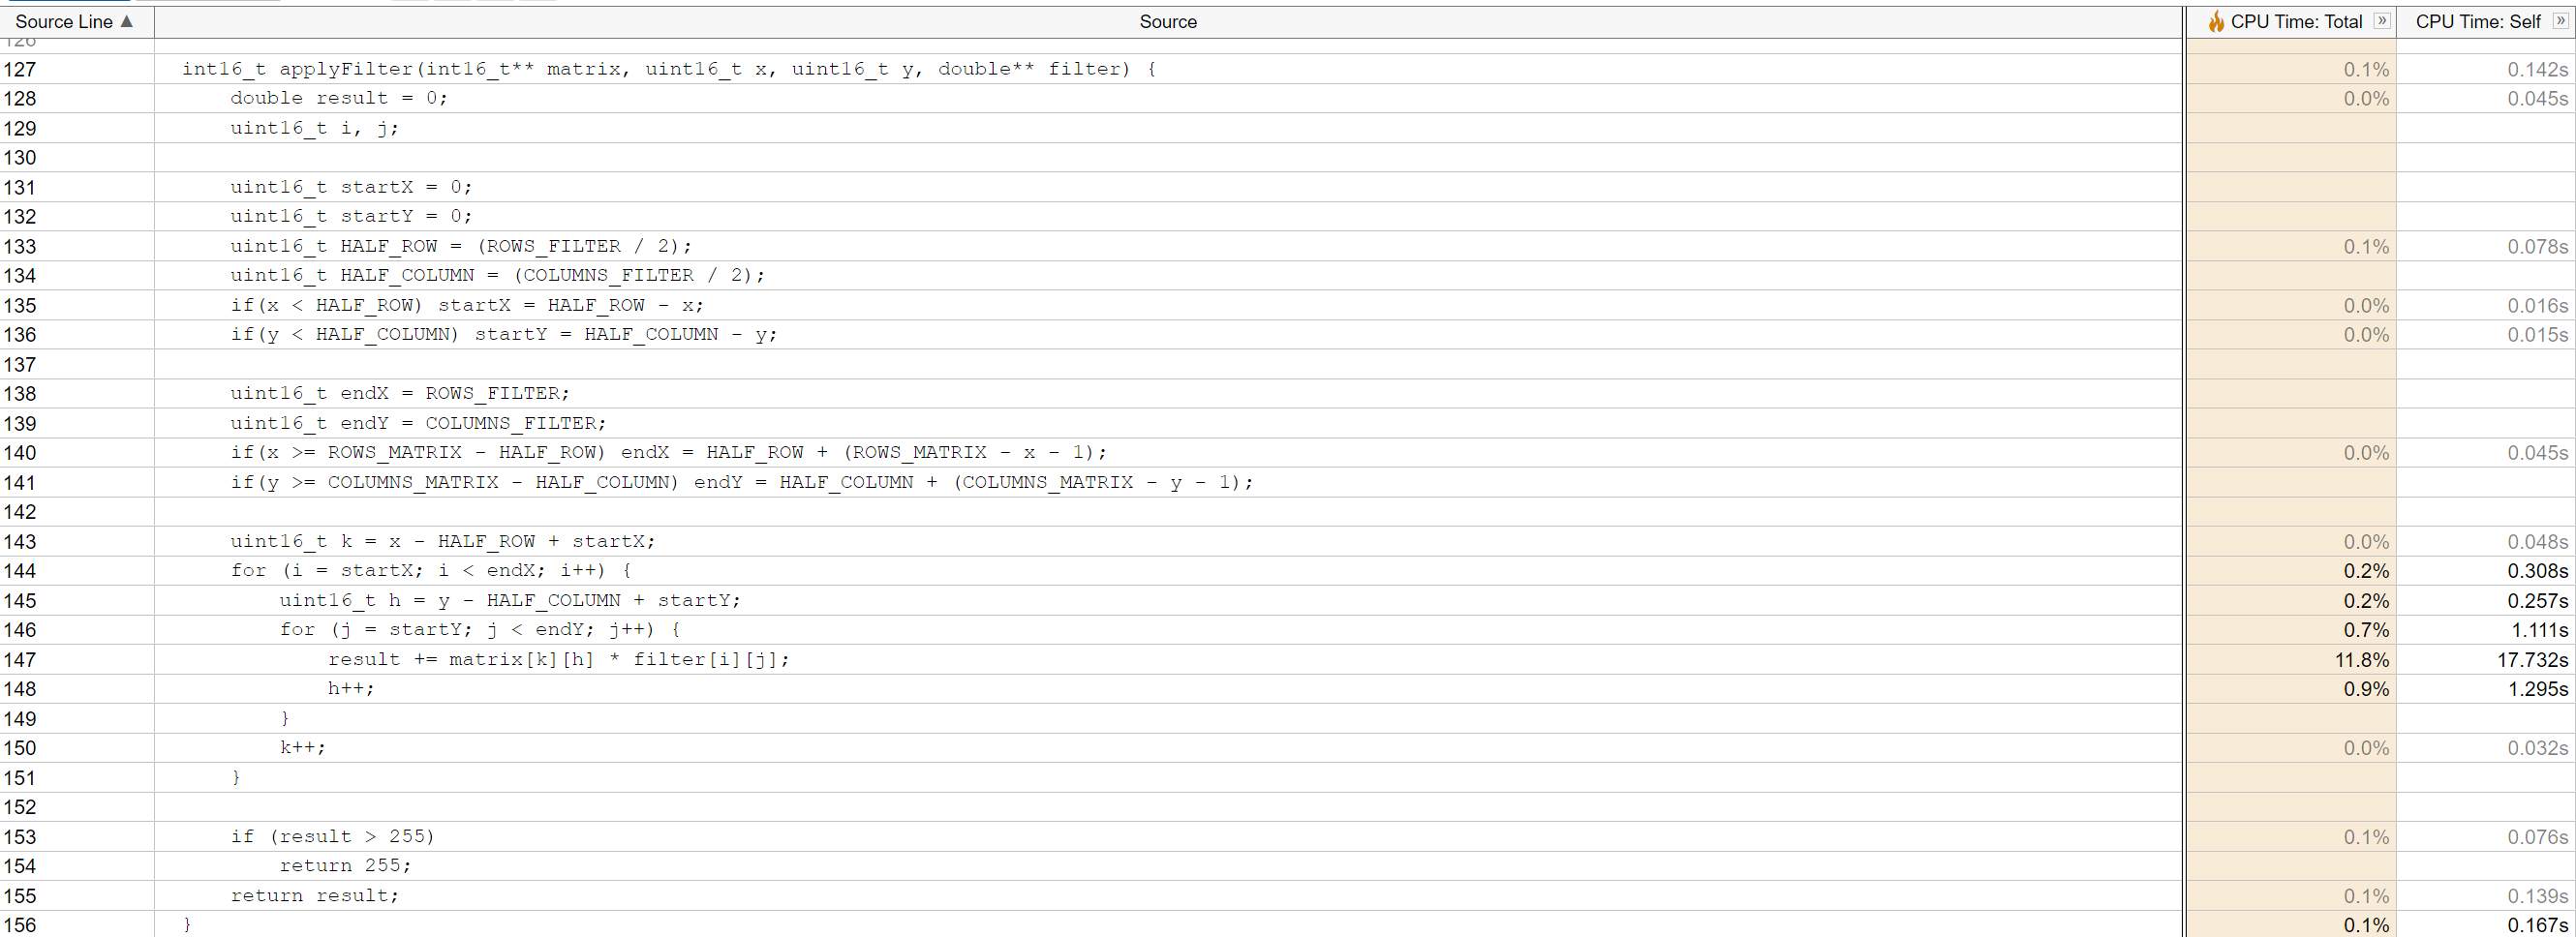 Source Line ▲ Source CPU Time: Total » CPU Time: Self »
126
127 int16_t applyFilter(int16_t** matrix, uint16_t x, uint16_t y, double** filter) { 0.1% 0.142s
128 double result = 0; 0.0% 0.045s
129 uint16_t i, j;
130
131 uint16_t startX = 0;
132 uint16_t startY = 0;
133 uint16_t HALF_ROW = (ROWS_FILTER / 2); 0.1% 0.078s
134 uint16_t HALF_COLUMN = (COLUMNS_FILTER / 2);
135 if(x < HALF_ROW) startX = HALF_ROW - x; 0.0% 0.016s
136 if(y < HALF_COLUMN) startY = HALF_COLUMN - y; 0.0% 0.015s
137
138 uint16_t endX = ROWS_FILTER;
139 uint16_t endY = COLUMNS_FILTER;
140 if(x >= ROWS_MATRIX - HALF_ROW) endX = HALF_ROW + (ROWS_MATRIX - x - 1); 0.0% 0.045s
141 if(y >= COLUMNS_MATRIX - HALF_COLUMN) endY = HALF_COLUMN + (COLUMNS_MATRIX - y - 1);
142
143 uint16_t k = x - HALF_ROW + startX; 0.0% 0.048s
144 for (i = startX; i < endX; i++) { 0.2% 0.308s
145 uint16_t h = y - HALF_COLUMN + startY; 0.2% 0.257s
146 for (j = startY; j < endY; j++) { 0.7% 1.111s
147 result += matrix[k][h] * filter[i][j]; 11.8% 17.732s
148 h++; 0.9% 1.295s
149 }
150 k++; 0.0% 0.032s
151 }
152
153 if (result > 255) 0.1% 0.076s
154 return 255;
155 return result; 0.1% 0.139s
156 } 0.1% 0.167s